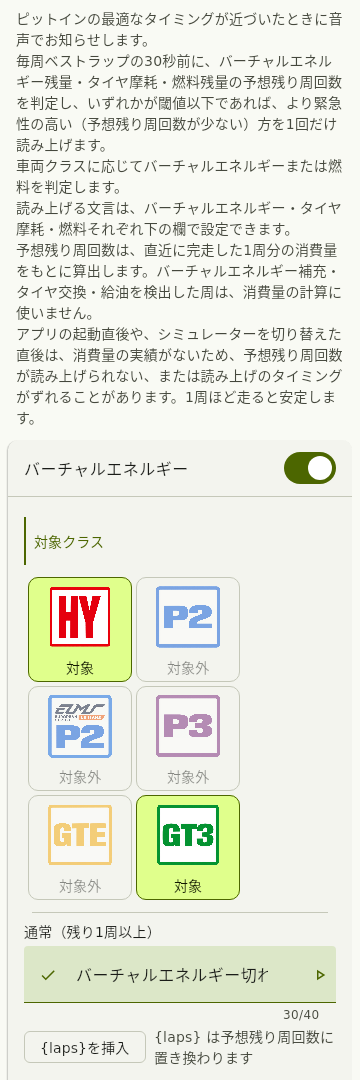 ピットインの最適なタイミングが近づいたときに音
声でお知らせします。
毎周ベストラップの30秒前に、バーチャルエネル
ギー残量・タイヤ摩耗・燃料残量の予想残り周回数
を判定し、いずれかが閾値以下であれば、より緊急
性の高い（予想残り周回数が少ない）方を1回だけ
読み上げます。
車両クラスに応じてバーチャルエネルギーまたは燃
料を判定します。
読み上げる文言は、バーチャルエネルギー・タイヤ
摩耗・燃料それぞれ下の欄で設定できます。
予想残り周回数は、直近に完走した1周分の消費量
をもとに算出します。バーチャルエネルギー補充・
タイヤ交換・給油を検出した周は、消費量の計算に
使いません。
アプリの起動直後や、シミュレーターを切り替えた
直後は、消費量の実績がないため、予想残り周回数
が読み上げられない、または読み上げのタイミング
がずれることがあります。1周ほど走ると安定しま
す。
バーチャルエネルギー
対象クラス
HY
対象
P2
対象外
ELMS
P2
対象外
P3
対象外
GTE
対象外
GT3
対象
通常（残り1周以上）
バーチャルエネルギー切れ
30/40
{laps}を挿入
{laps} は予想残り周回数に
置き換わります